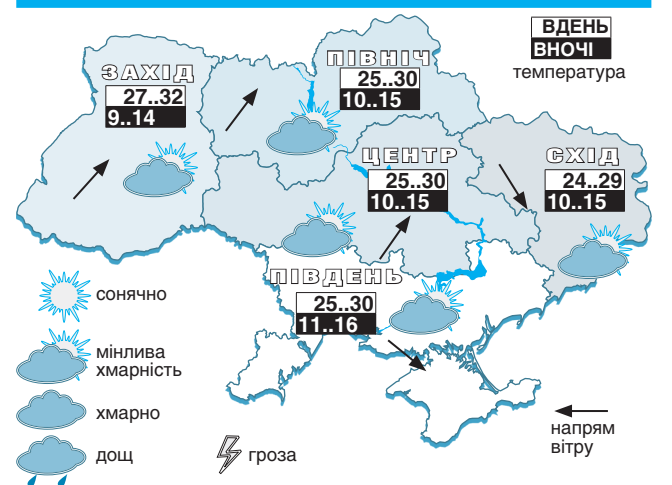 ВДЕНЬ
ВНОЧІ
температура
ПІВНІЧ
25..30
10..15
ЗАХІД
27..32
9..14
ЦЕНТР
25..30
10..15
СХІД
24..29
10..15
ПІВДЕНЬ
25..30
11..16
сонячно
мінлива
хмарність
хмарно
дощ
гроза
напрям
вітру